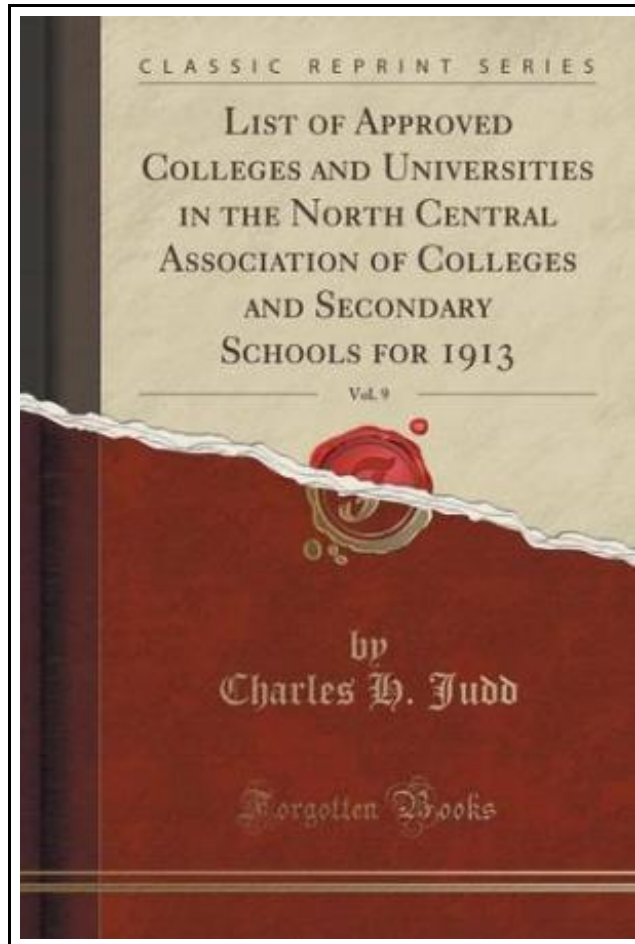 CLASSIC REPRINT SERIES
LIST OF APPROVED
COLLEGES AND UNIVERSITIES
IN THE NORTH CENTRAL
ASSOCIATION OF COLLEGES
AND SECONDARY
SCHOOLS FOR 1913
Vol. 9
by
Charles H. Judd
Forgotten Books